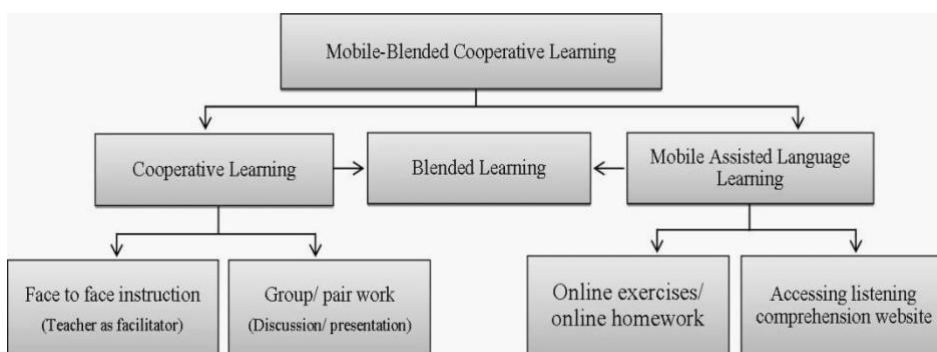 Mobile-Blended Cooperative Learning
Cooperative Learning
Blended Learning
Mobile Assisted Language
Learning
Face to face instruction
(Teacher as facilitator)
Group/ pair work
(Discussion/ presentation)
Online exercises/
online homework
Accessing listening
comprehension website